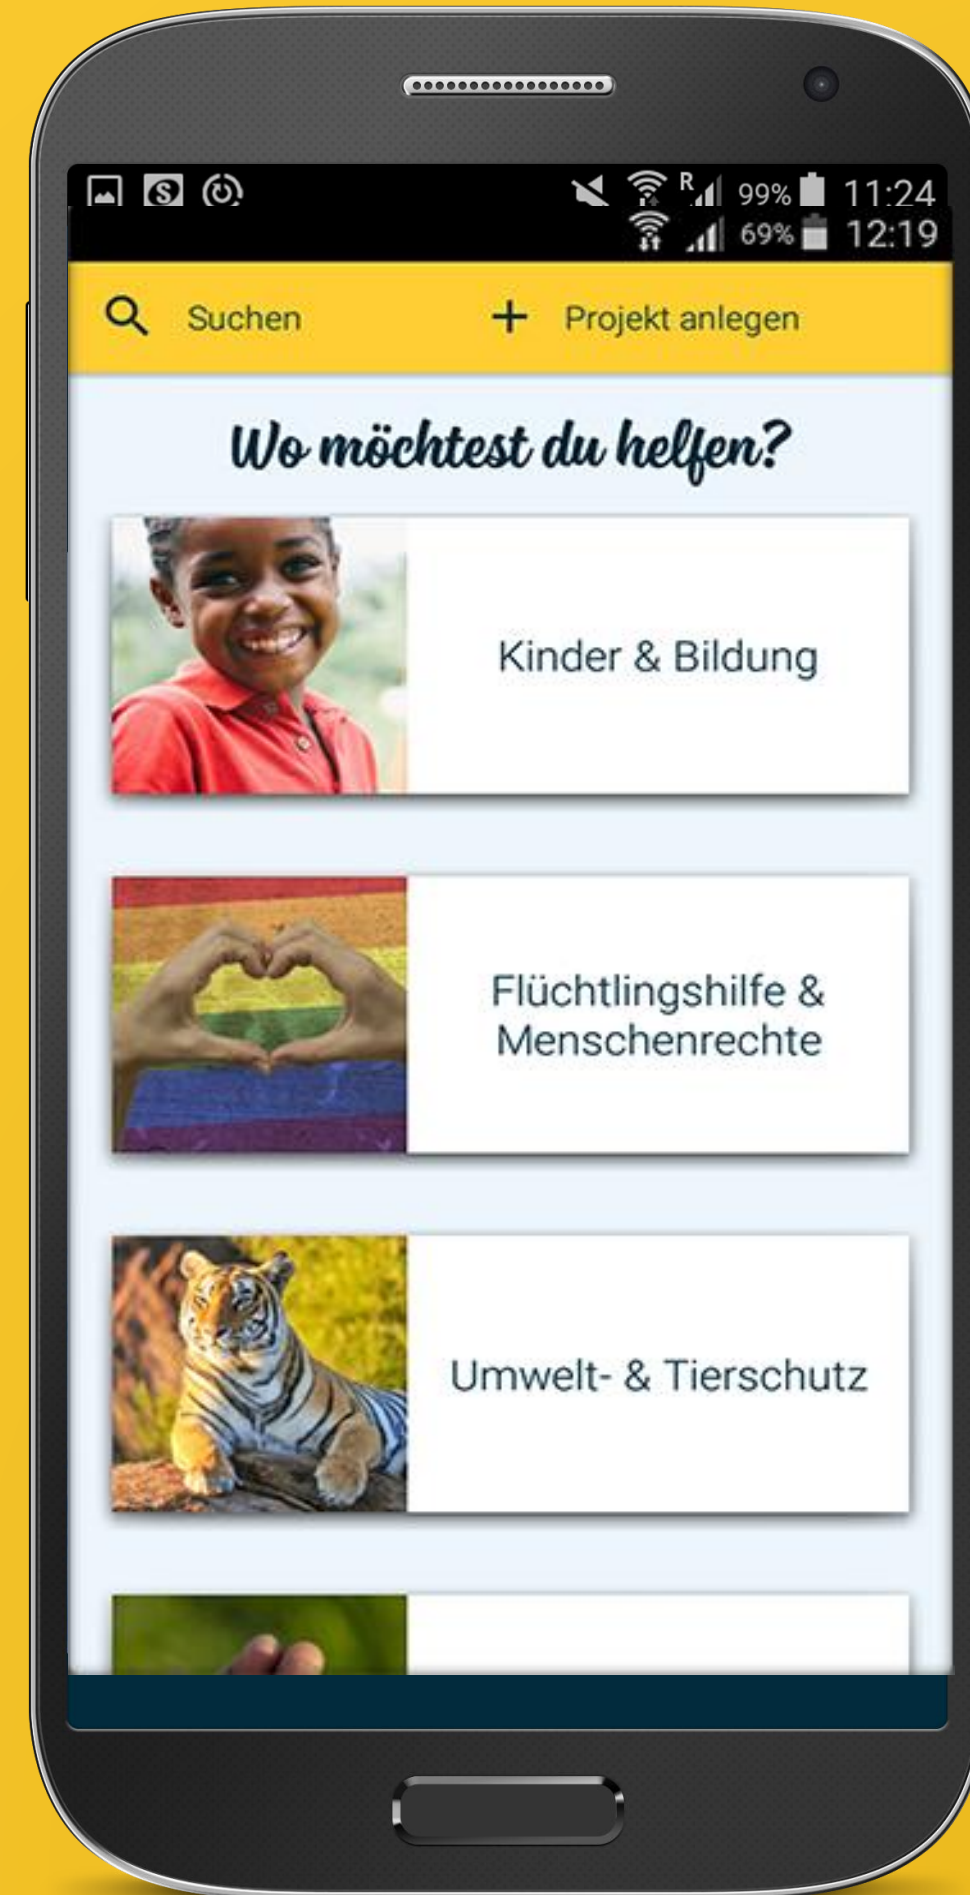 R 99% 11:24
69% 12:19
Suchen + Projekt anlegen
Wo möchtest du helfen?
Kinder & Bildung
Flüchtlingshilfe &
Menschenrechte
Umwelt- & Tierschutz